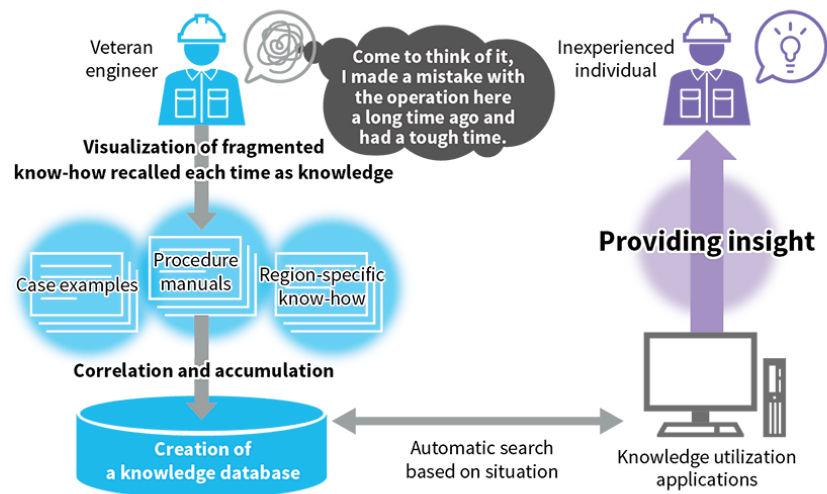 Veteran
engineer
Come to think of it,
I made a mistake with
the operation here
a long time ago and
had a tough time.
Inexperienced
individual
Visualization of fragmented
know-how recalled each time as knowledge
Case examples
Procedure
manuals
Region-specific
know-how
Correlation and accumulation
Creation of
a knowledge database
Automatic search
based on situation
Providing insight
Knowledge utilization
applications